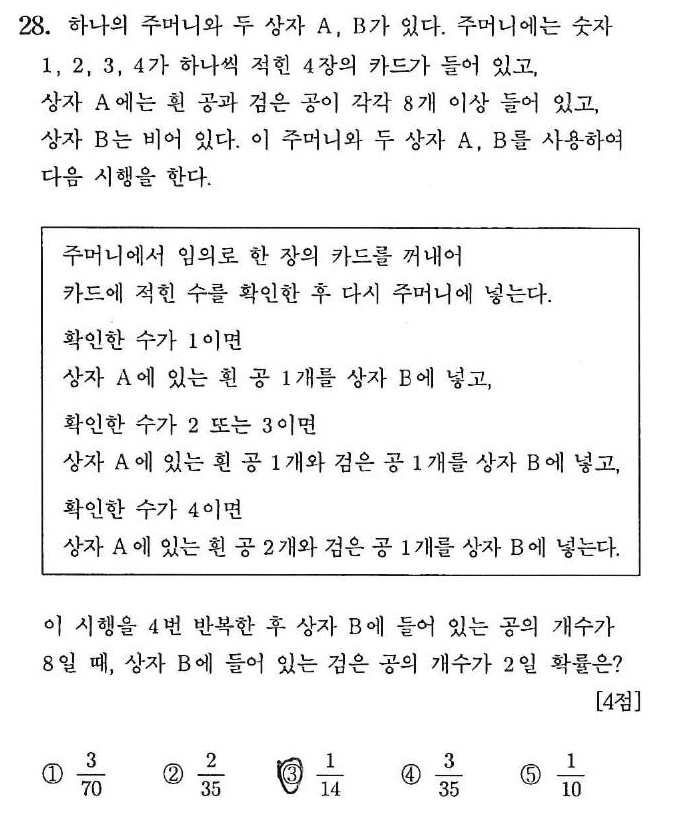 28. 하나의 주머니와 두 상자 A, B가 있다. 주머니에는 숫자
1, 2, 3, 4가 하나씩 적힌 4장의 카드가 들어 있고,
상자 A에는 흰 공과 검은 공이 각각 8개 이상 들어 있고,
상자 B는 비어 있다. 이 주머니와 두 상자 A, B를 사용하여
다음 시행을 한다.
주머니에서 임의로 한 장의 카드를 꺼내어
카드에 적힌 수를 확인한 후 다시 주머니에 넣는다.
확인한 수가 1이면
상자 A에 있는 흰 공 1개를 상자 B에 넣고,
확인한 수가 2 또는 3이면
상자 A에 있는 흰 공 1개와 검은 공 1개를 상자 B에 넣고,
확인한 수가 4이면
상자 A에 있는 흰 공 2개와 검은 공 1개를 상자 B에 넣는다.
이 시행을 4번 반복한 후 상자 B에 들어 있는 공의 개수가
8일 때, 상자 B에 들어 있는 검은 공의 개수가 2일 확률은?
[4점]
① 3/70 ② 2/35 ③ 1/14 ④ 3/35 ⑤ 1/10